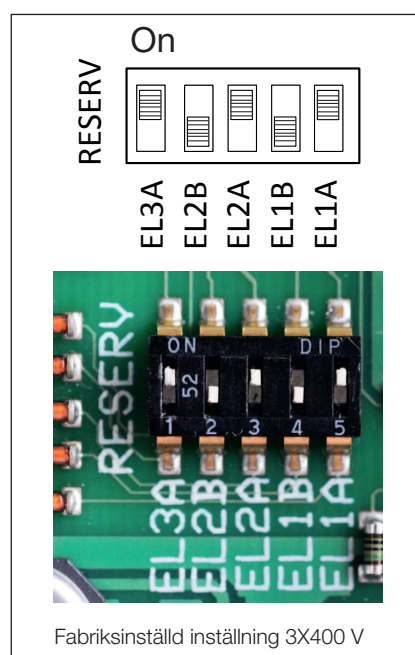 On
RESERV
EL3A
EL2B
EL2A
EL1B
EL1A
ON DIP
52
1 2 3 4 5
RESERV
EL3A
EL2B
EL2A
EL1B
EL1A
Fabriksinställd inställning 3X400 V